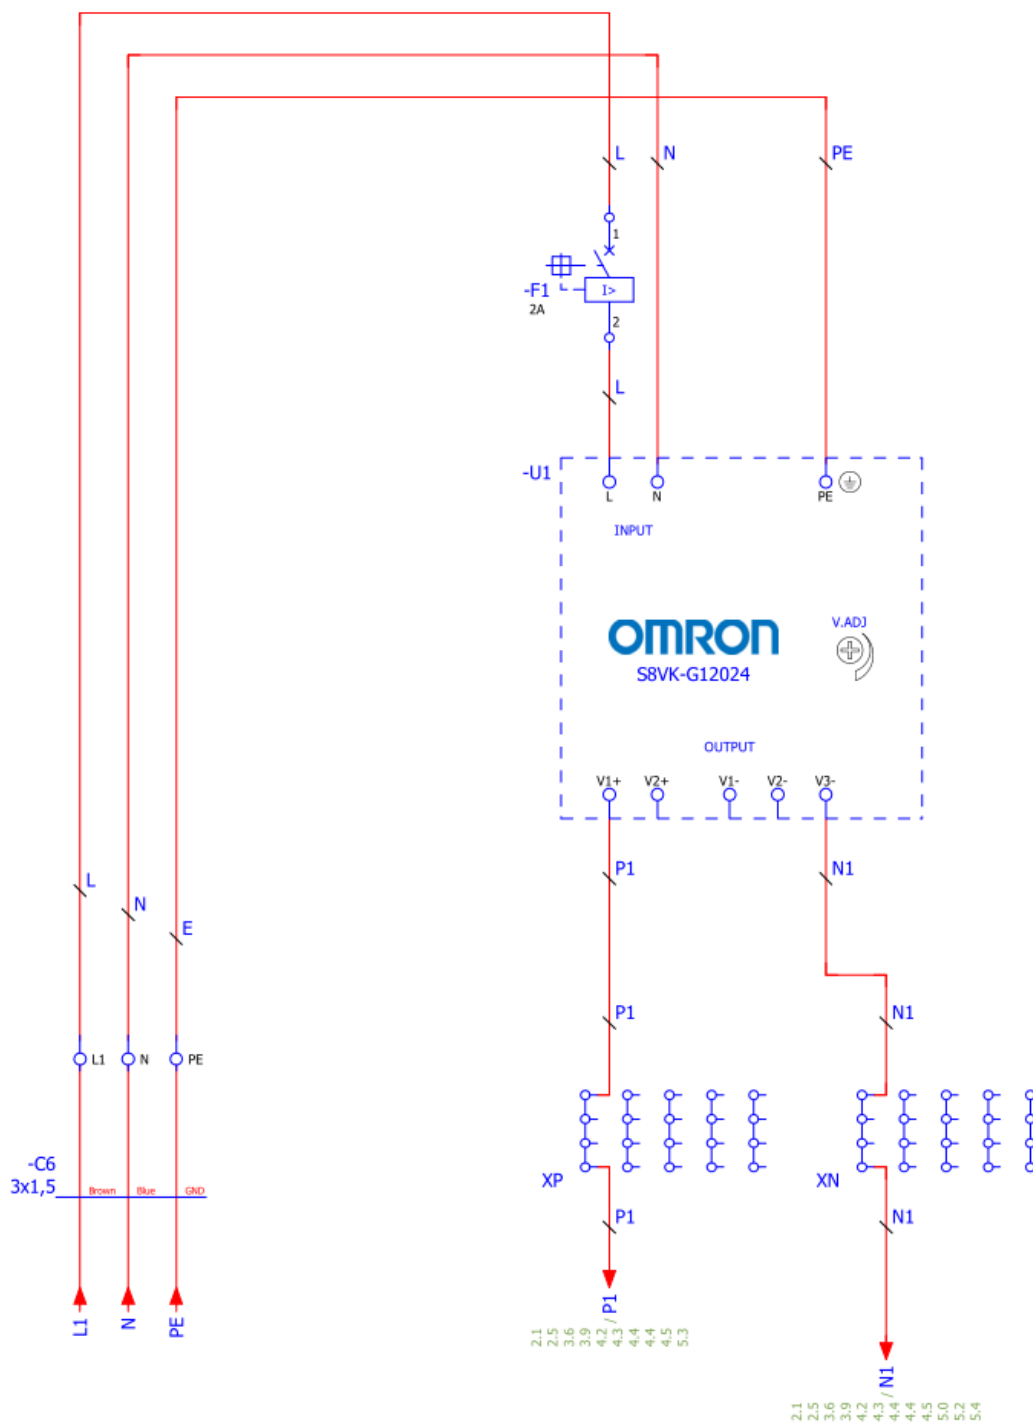 L N PE
1
-F1 I>
2A
2
L
-U1
L N PE
INPUT
V.ADJ
OMRON
S8VK-G12024
OUTPUT
V1+ V2+ V1- V2- V3-
P1 N1
L
N
E
P1 N1
L1 N PE
-C6
3x1,5
Brown Blue GND
XP XN
P1 N1
L1 N PE
/ P1
2.1
2.5
3.6
3.9
4.2
4.3
4.4
4.4
4.5
5.3
/ N1
2.1
2.5
3.6
3.9
4.2
4.3
4.4
4.4
4.5
5.0
5.2
5.4